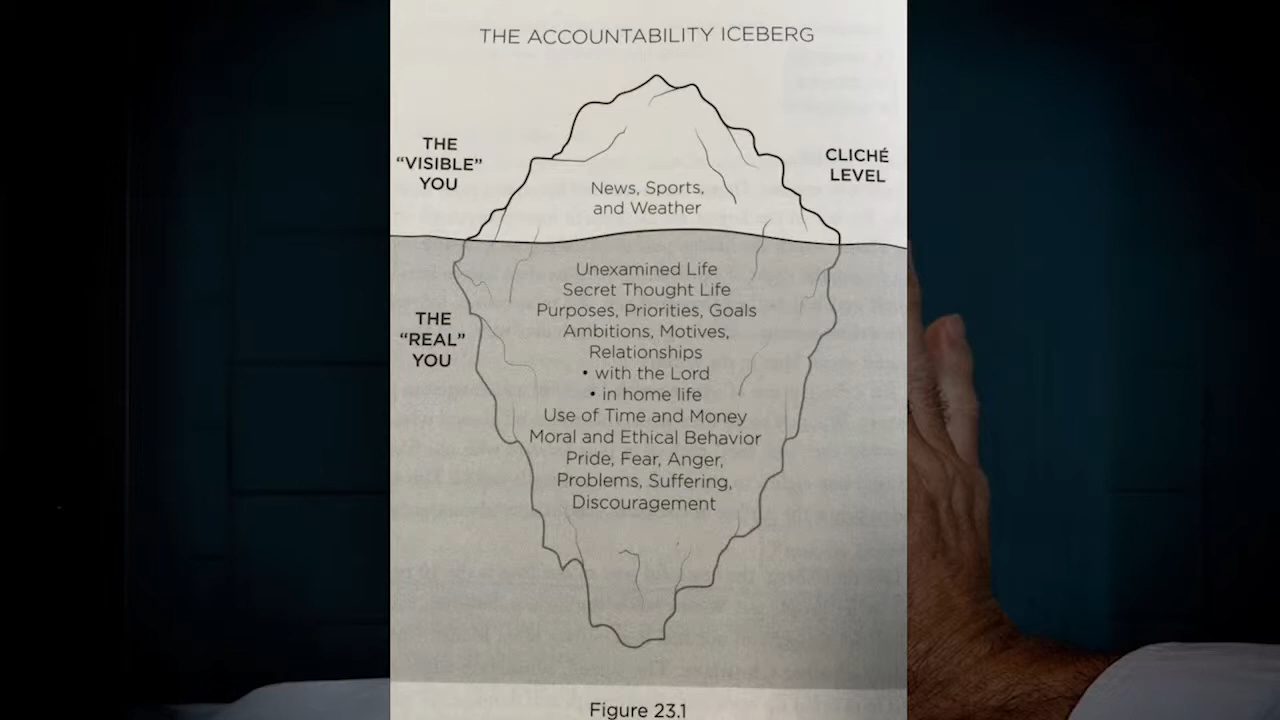 THE ACCOUNTABILITY ICEBERG
THE
“VISIBLE”
YOU
CLICHÉ
LEVEL
News, Sports,
and Weather
Unexamined Life
Secret Thought Life
Purposes, Priorities, Goals
Ambitions, Motives,
Relationships
• with the Lord
• in home life
THE
“REAL”
YOU
Use of Time and Money
Moral and Ethical Behavior
Pride, Fear, Anger,
Problems, Suffering,
Discouragement
Figure 23.1